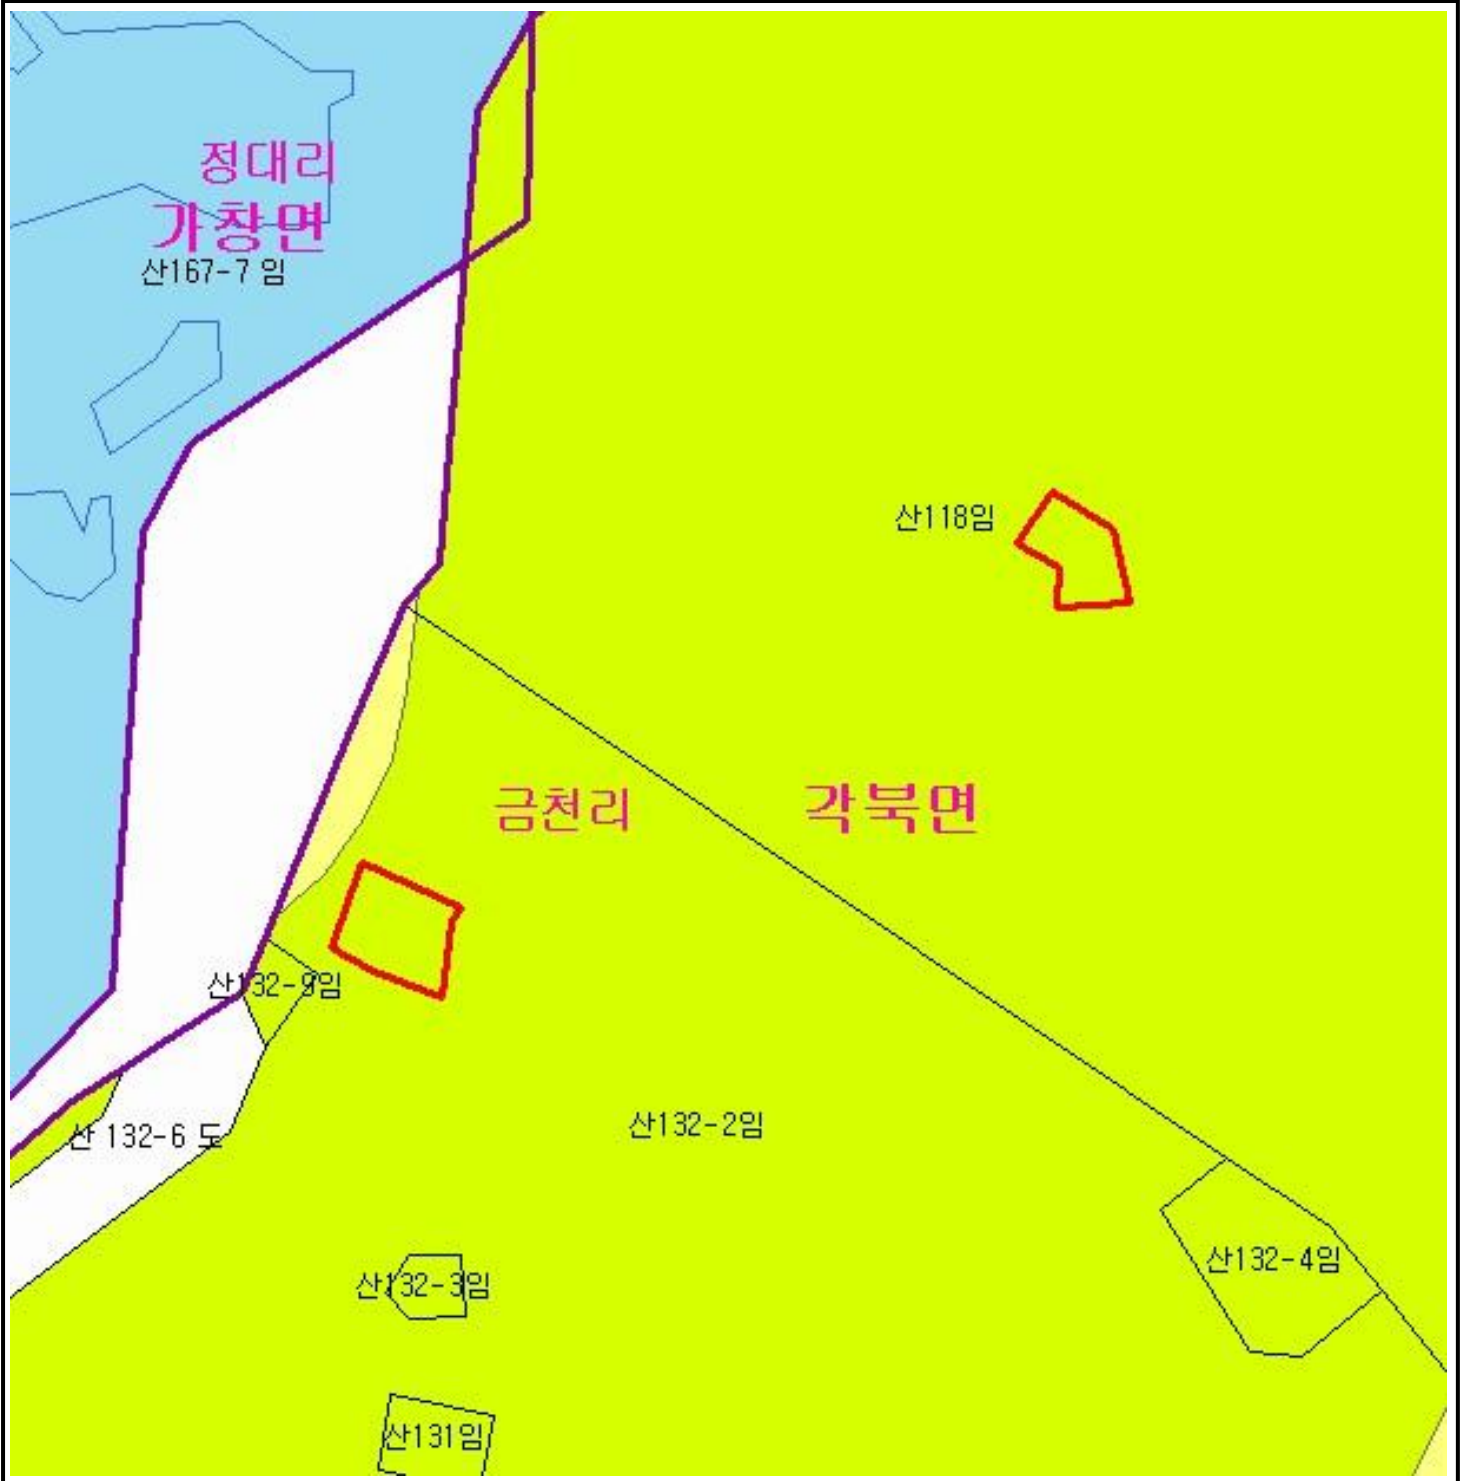 정대리
가창면
산167-7 임
산118임
금천리
각북면
산132-9임
산132-2임
산 132-6 도
산132-4임
산132-3임
산131임